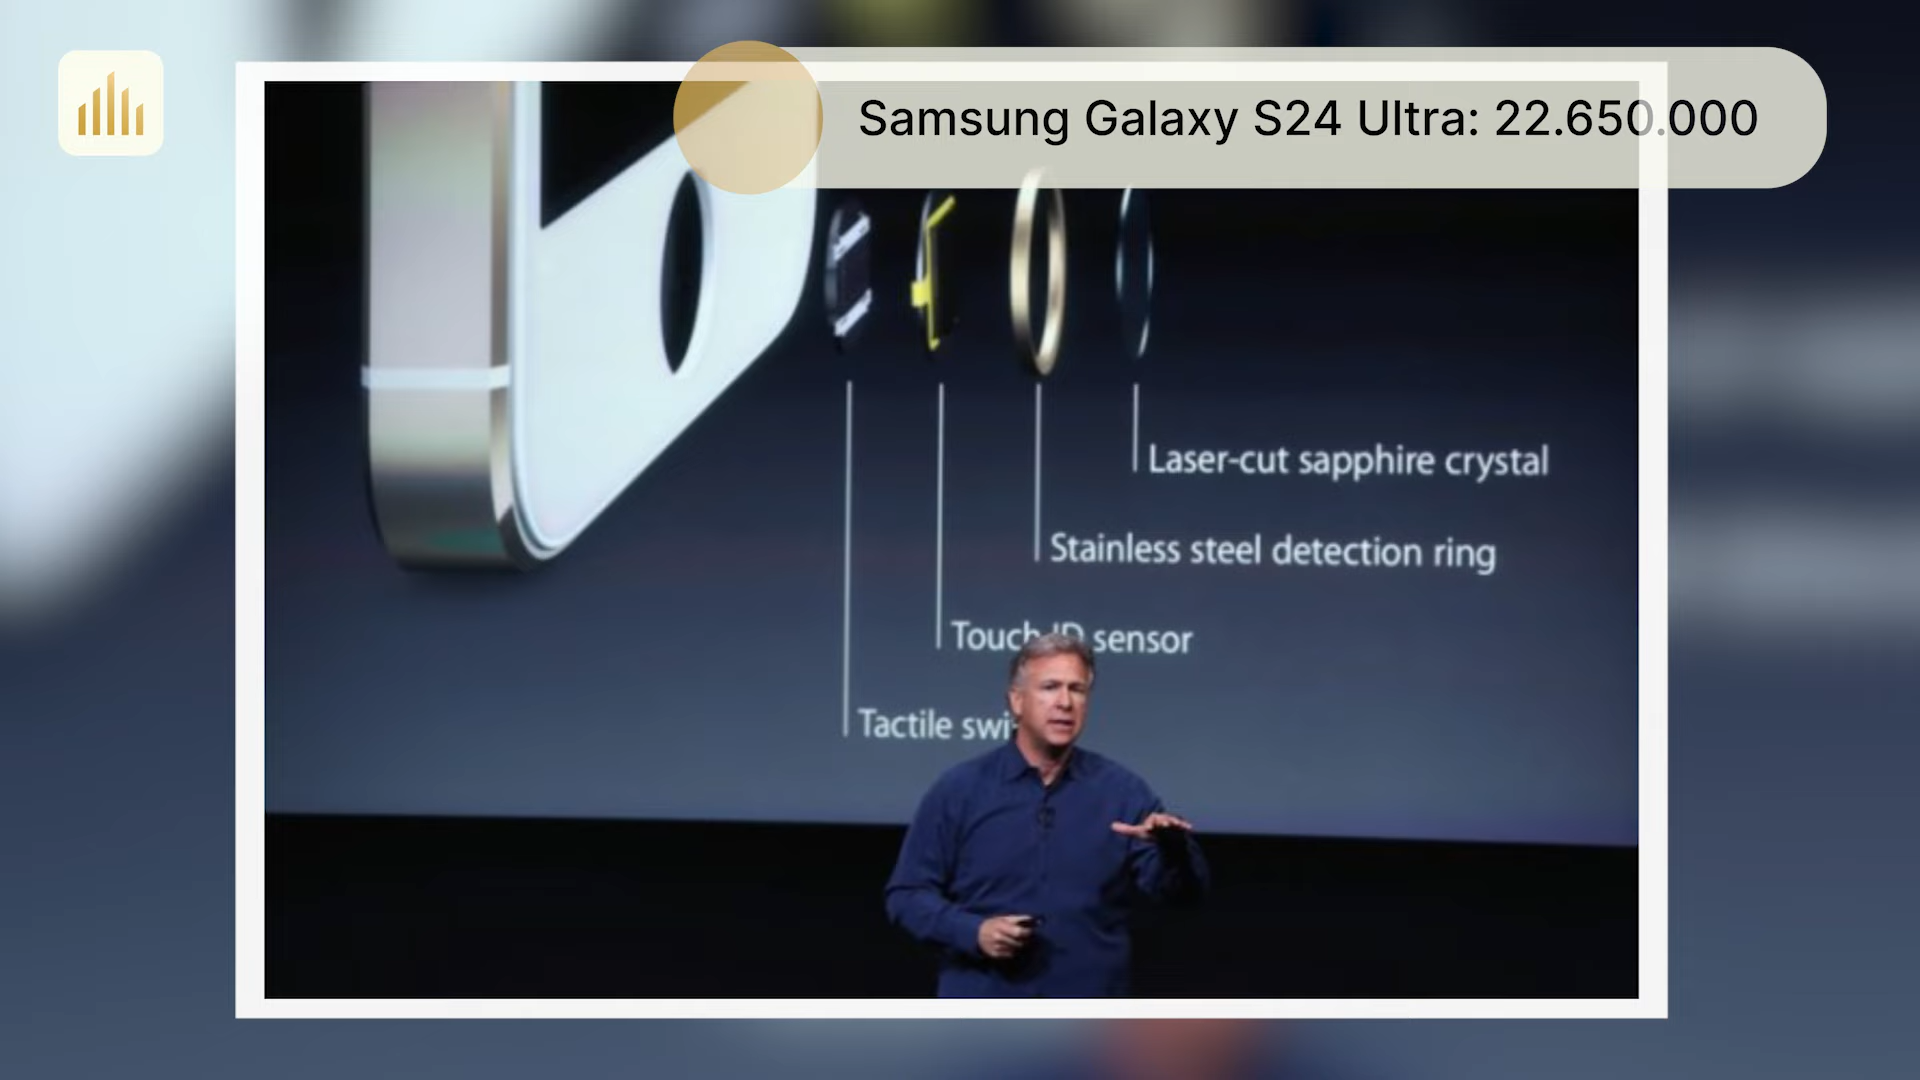 Samsung Galaxy S24 Ultra: 22.650.000
Laser-cut sapphire crystal
Stainless steel detection ring
Touch ID sensor
Tactile swi